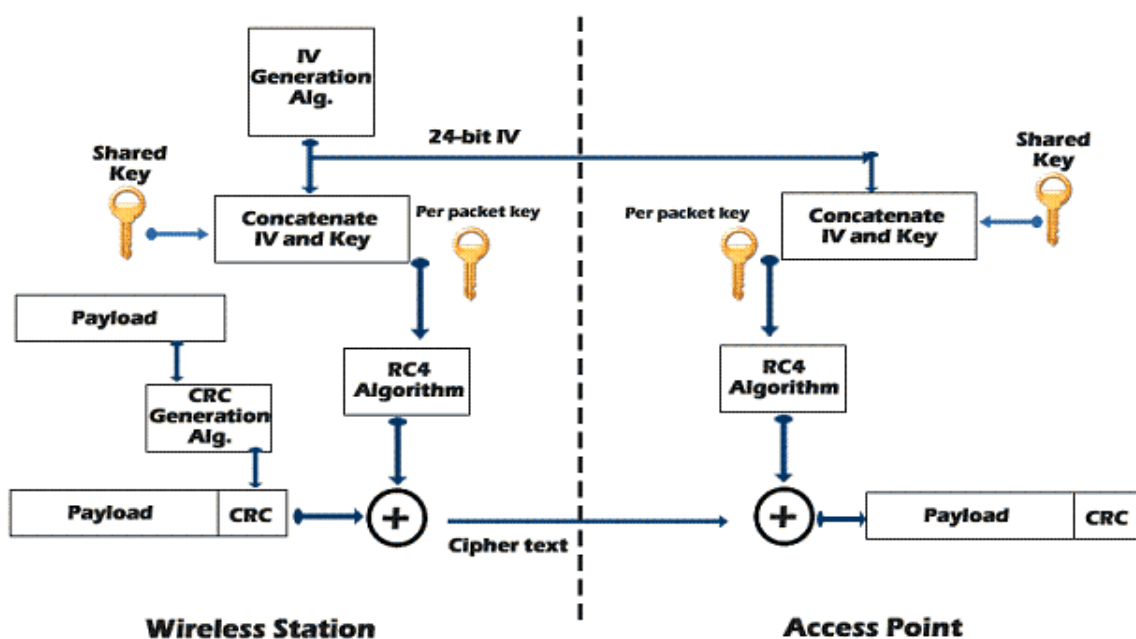 IV
Generation
Alg.
24-bit IV
Shared
Key
Shared
Key
Concatenate
IV and Key
Per packet key
Per packet key
Concatenate
IV and Key
Payload
RC4
Algorithm
RC4
Algorithm
CRC
Generation
Alg.
Payload
CRC
Cipher text
Payload
CRC
Wireless Station
Access Point